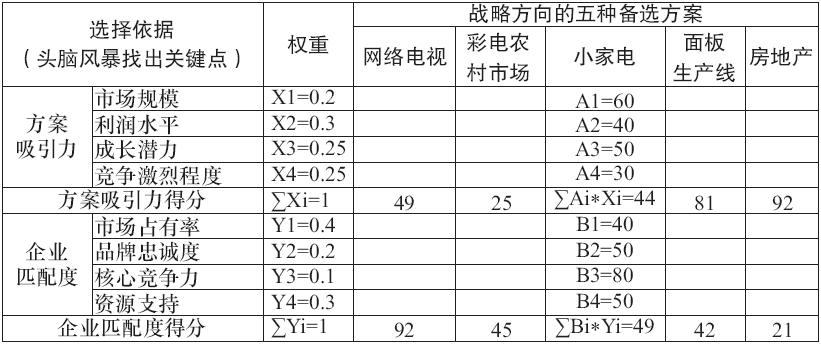 选择依据
（头脑风暴找出关键点）
权重
战略方向的五种备选方案
网络电视
彩电农
村市场
小家电
面板
生产线
房地产
方案
吸引力
市场规模 X1=0.2 A1=60
利润水平 X2=0.3 A2=40
成长潜力 X3=0.25 A3=50
竞争激烈程度 X4=0.25 A4=30
方案吸引力得分 ∑Xi=1 49 25 ∑Ai*Xi=44 81 92
企业
匹配度
市场占有率 Y1=0.4 B1=40
品牌忠诚度 Y2=0.2 B2=50
核心竞争力 Y3=0.1 B3=80
资源支持 Y4=0.3 B4=50
企业匹配度得分 ∑Yi=1 92 45 ∑Bi*Yi=49 42 21